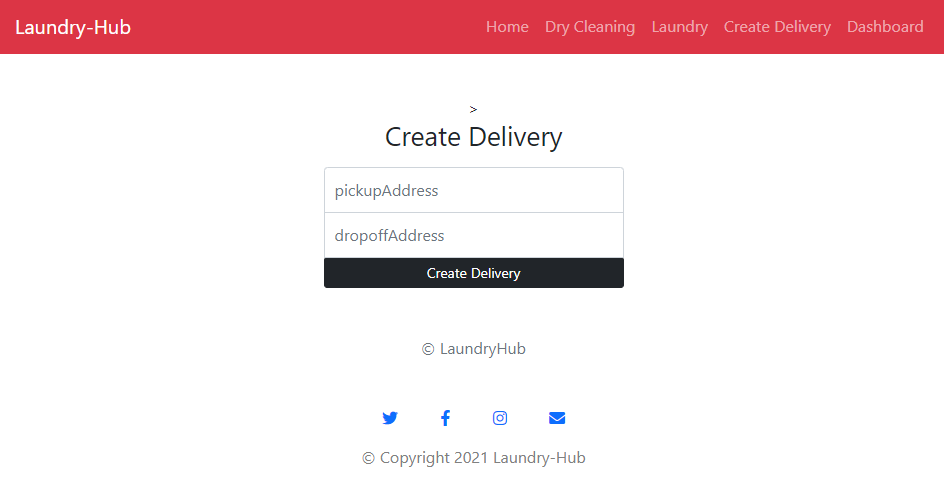 Laundry-Hub Home Dry Cleaning Laundry Create Delivery Dashboard
>
Create Delivery
pickupAddress
dropoffAddress
Create Delivery
© LaundryHub
© Copyright 2021 Laundry-Hub